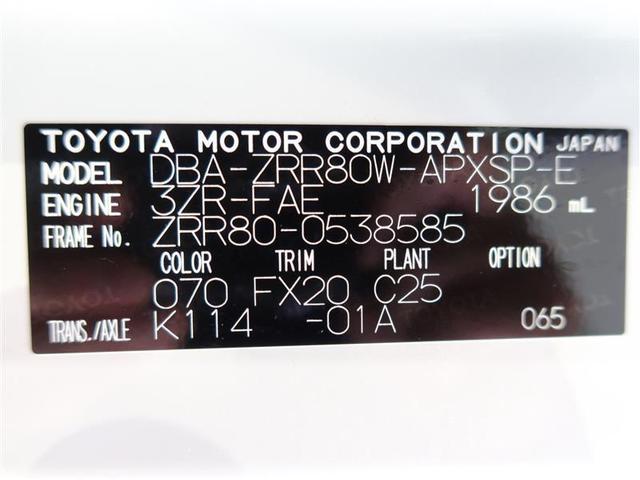 TOYOTA MOTOR CORPORATION JAPAN
MODEL DBA-ZRR80W-APXSP-E
ENGINE 3ZR-FAE 1986 mL
FRAME No. ZRR80-0538585
COLOR TRIM PLANT OPTION
070 FX20 C25
TRANS./AXLE K114 -01A 065